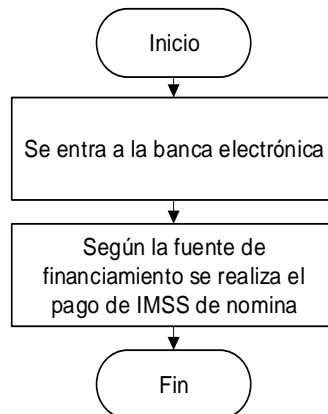 Inicio
Se entra a la banca electrónica
Según la fuente de
financiamiento se realiza el
pago de IMSS de nomina
Fin